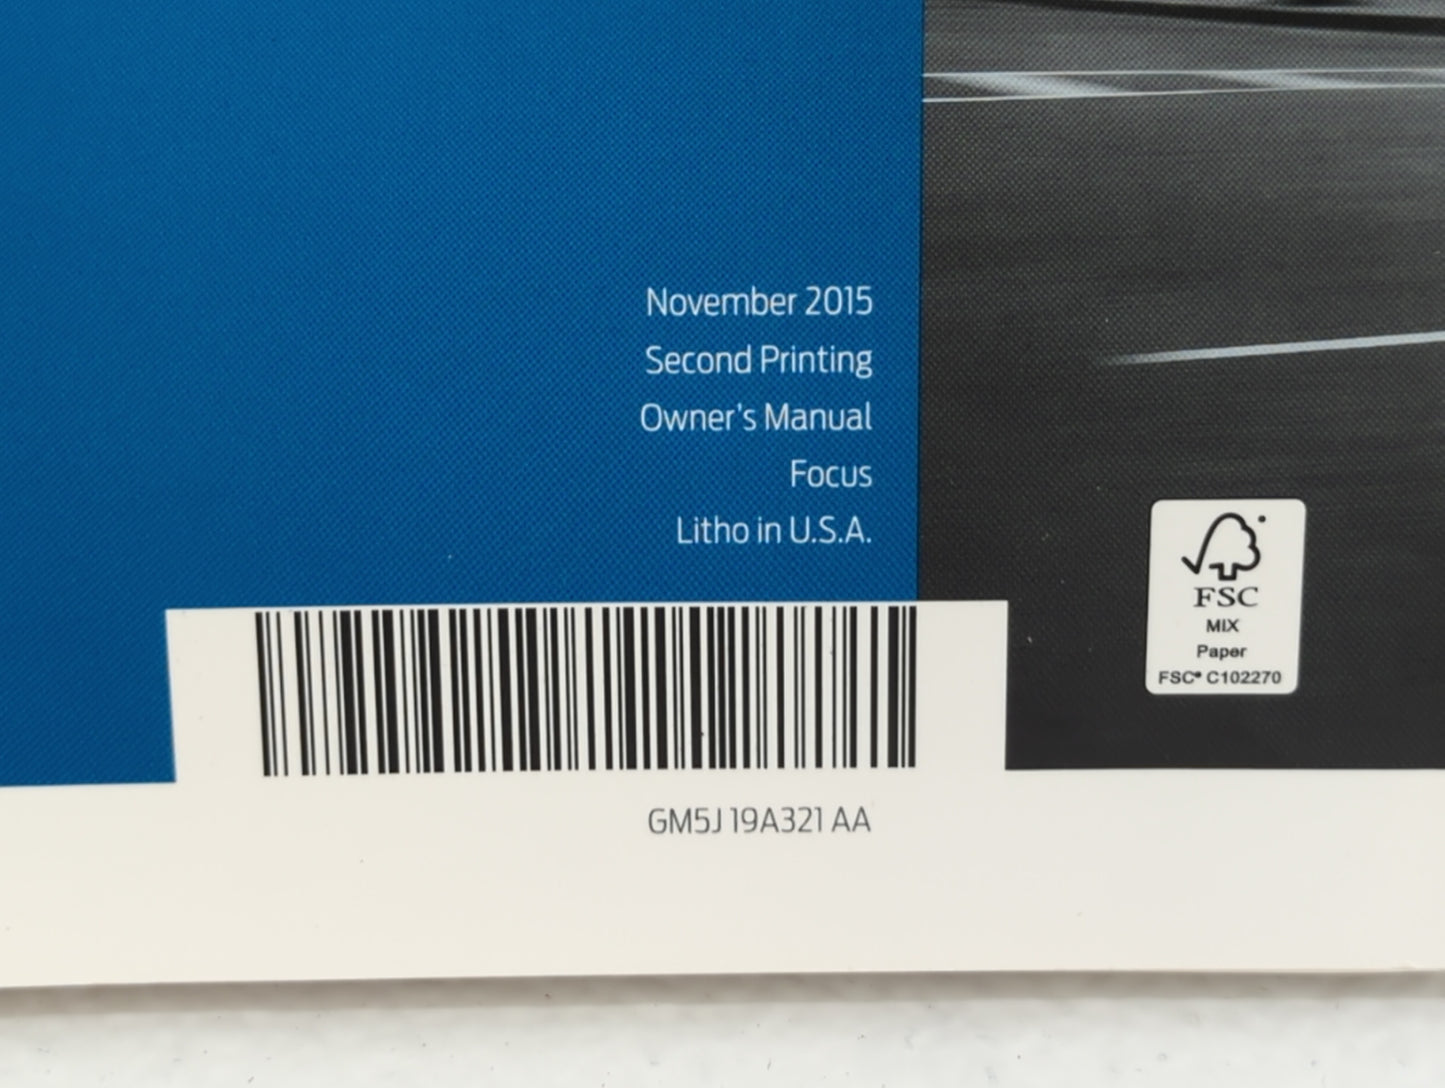 November 2015
Second Printing
Owner's Manual
Focus
Litho in U.S.A.
GM5J 19A321 AA
FSC
MIX
Paper
FSC® C102270